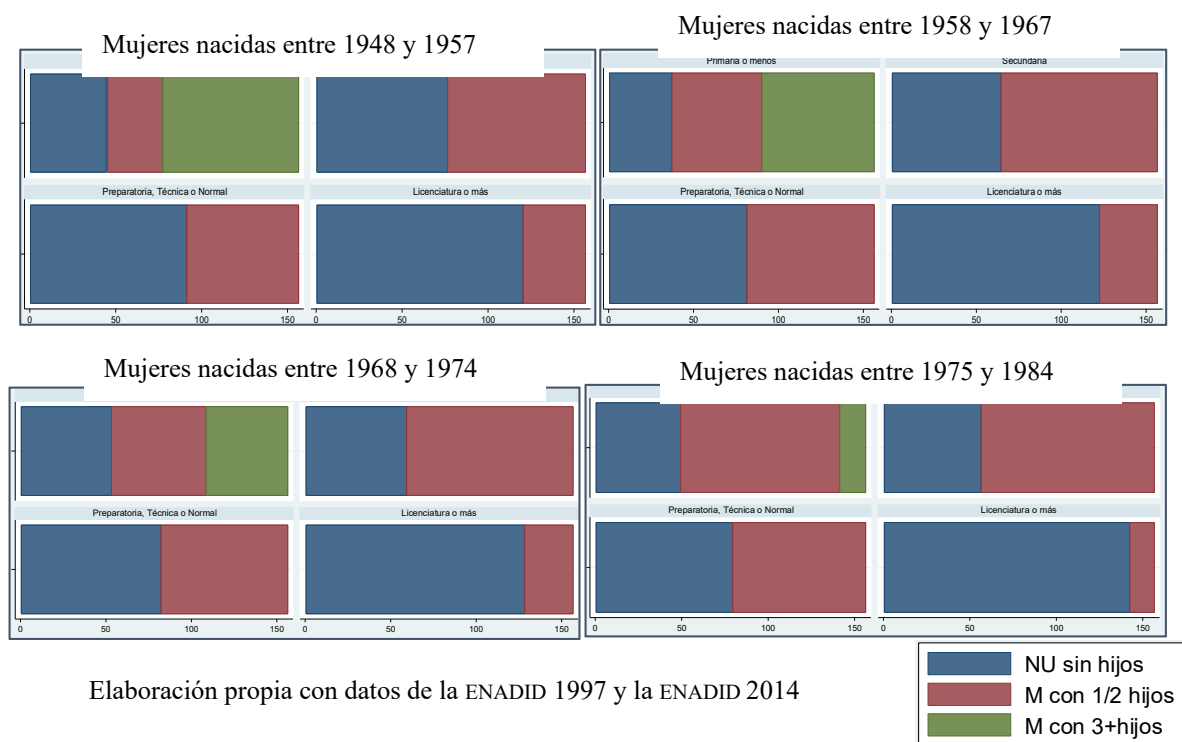 Mujeres nacidas entre 1948 y 1957
Mujeres nacidas entre 1958 y 1967
Primaria o menos
Secundaria
Preparatoria, Técnica o Normal
Licenciatura o más
Preparatoria, Técnica o Normal
Licenciatura o más
0 50 100 150
0 50 100 150
0 50 100 150
0 50 100 150
Mujeres nacidas entre 1968 y 1974
Mujeres nacidas entre 1975 y 1984
Preparatoria, Técnica o Normal
Licenciatura o más
Preparatoria, Técnica o Normal
Licenciatura o más
0 50 100 150
0 50 100 150
0 50 100 150
0 50 100 150
Elaboración propia con datos de la ENADID 1997 y la ENADID 2014
NU sin hijos
M con 1/2 hijos
M con 3+hijos